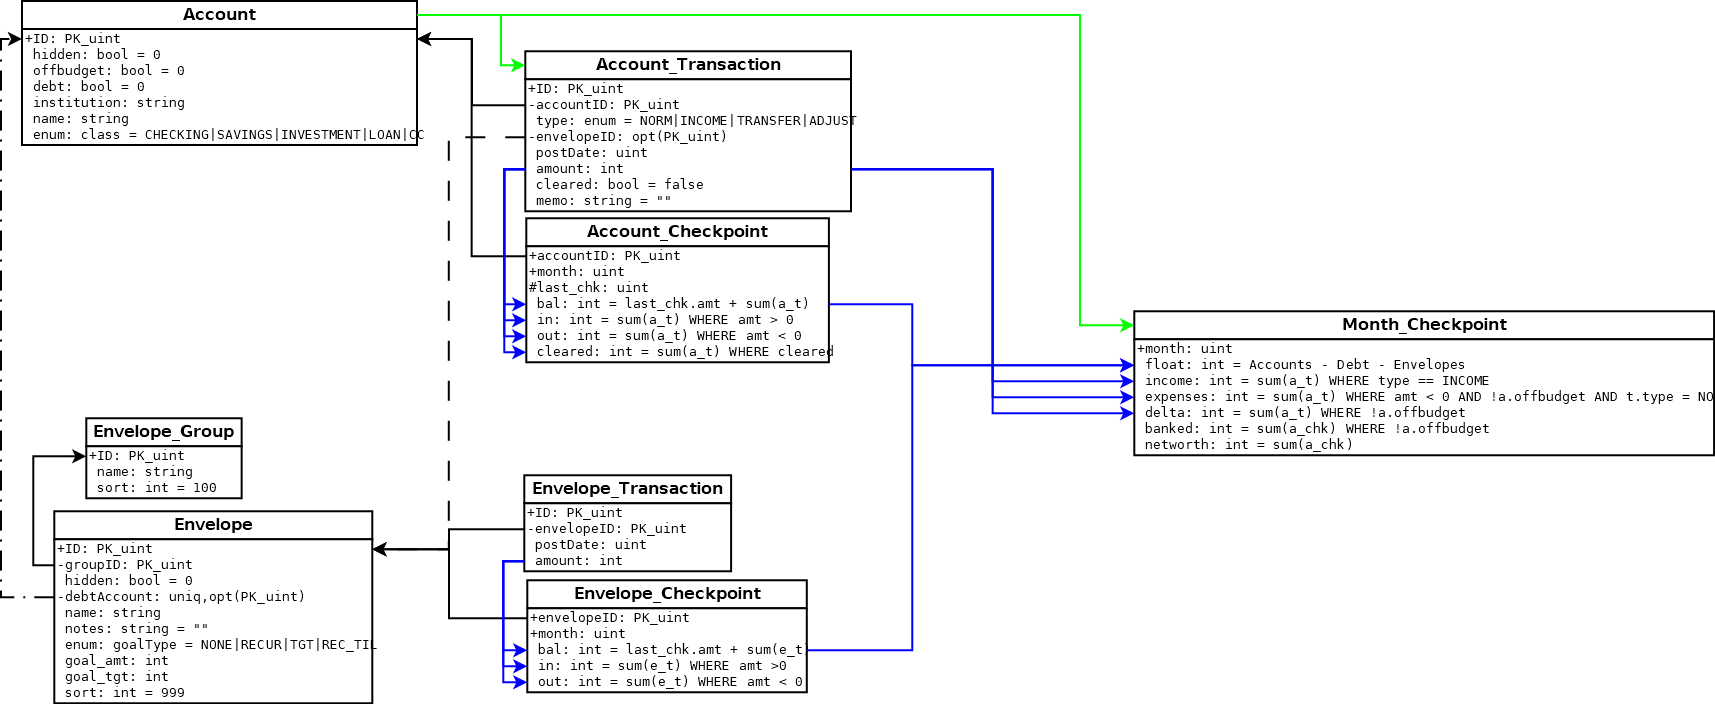 Account
+ID: PK_uint
hidden: bool = 0
offbudget: bool = 0
debt: bool = 0
institution: string
name: string
enum: class = CHECKING|SAVINGS|INVESTMENT|LOAN|CC
Account_Transaction
+ID: PK_uint
-accountID: PK_uint
type: enum = NORM|INCOME|TRANSFER|ADJUST
-envelopeID: opt(PK_uint)
postDate: uint
amount: int
cleared: bool = false
memo: string = ""
Account_Checkpoint
+accountID: PK_uint
+month: uint
#last_chk: uint
bal: int = last_chk.amt + sum(a_t)
in: int = sum(a_t) WHERE amt > 0
out: int = sum(a_t) WHERE amt < 0
cleared: int = sum(a_t) WHERE cleared
Month_Checkpoint
+month: uint
float: int = Accounts - Debt - Envelopes
income: int = sum(a_t) WHERE type == INCOME
expenses: int = sum(a_t) WHERE amt < 0 AND !a.offbudget AND t.type = NO
delta: int = sum(a_t) WHERE !a.offbudget
banked: int = sum(a_chk) WHERE !a.offbudget
networth: int = sum(a_chk)
Envelope_Group
+ID: PK_uint
name: string
sort: int = 100
Envelope
+ID: PK_uint
-groupID: PK_uint
hidden: bool = 0
-debtAccount: uniq,opt(PK_uint)
name: string
notes: string = ""
enum: goalType = NONE|RECUR|TGT|REC_TIL
goal_amt: int
goal_tgt: int
sort: int = 999
Envelope_Transaction
+ID: PK_uint
-envelopeID: PK_uint
postDate: uint
amount: int
Envelope_Checkpoint
+envelopeID: PK_uint
+month: uint
bal: int = last_chk.amt + sum(e_t)
in: int = sum(e_t) WHERE amt >0
out: int = sum(e_t) WHERE amt < 0